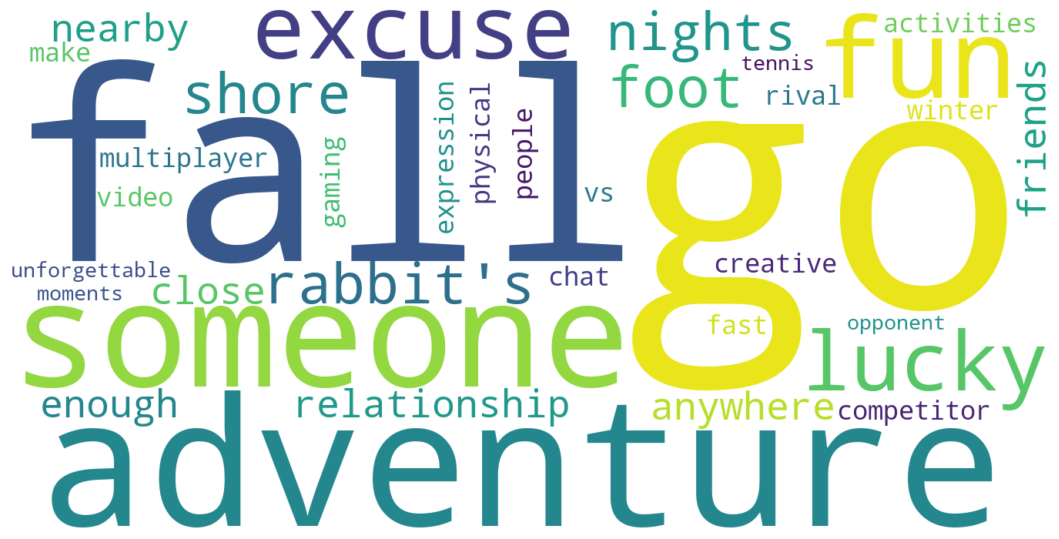 nearby
excuse
nights
fun
activities
make
fall
shore
foot
tennis
rival
winter
go
friends
multiplayer
gaming
expression
physical
people
vs
video
unforgettable
moments
close
rabbit's
chat
creative
someone
fast
opponent
lucky
enough
relationship
anywhere
competitor
adventure